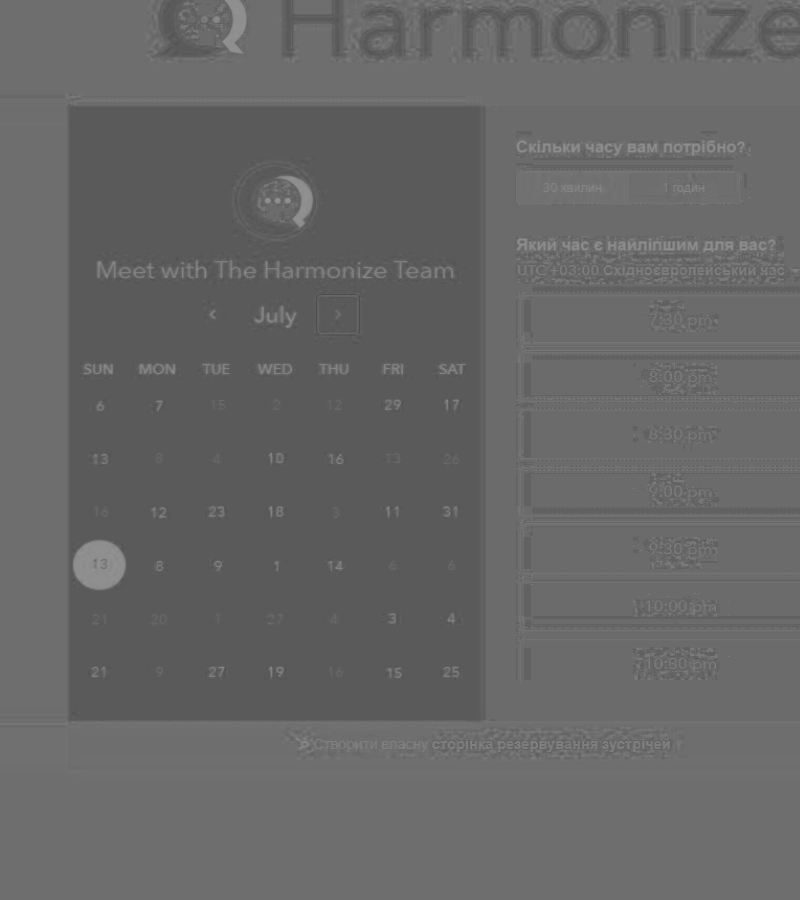 Harmonize
Скільки часу вам потрібно?
30 хвилин 1 годин
Meet with The Harmonize Team
Який час є найліпшим для вас?
UTC +03:00 Східноєвропейський час
July
7:30 pm
SUN MON TUE WED THU FRI SAT
8:00 pm
6 7 15 2 12 29 17
8:30 pm
13 8 4 10 16 13 26
9:00 pm
16 12 23 18 3 11 31
9:30 pm
13 8 9 1 14 6 6
10:00 pm
21 20 1 27 4 3 4
21 9 27 19 16 15 25
Створити власну сторінка резервування зустрічей